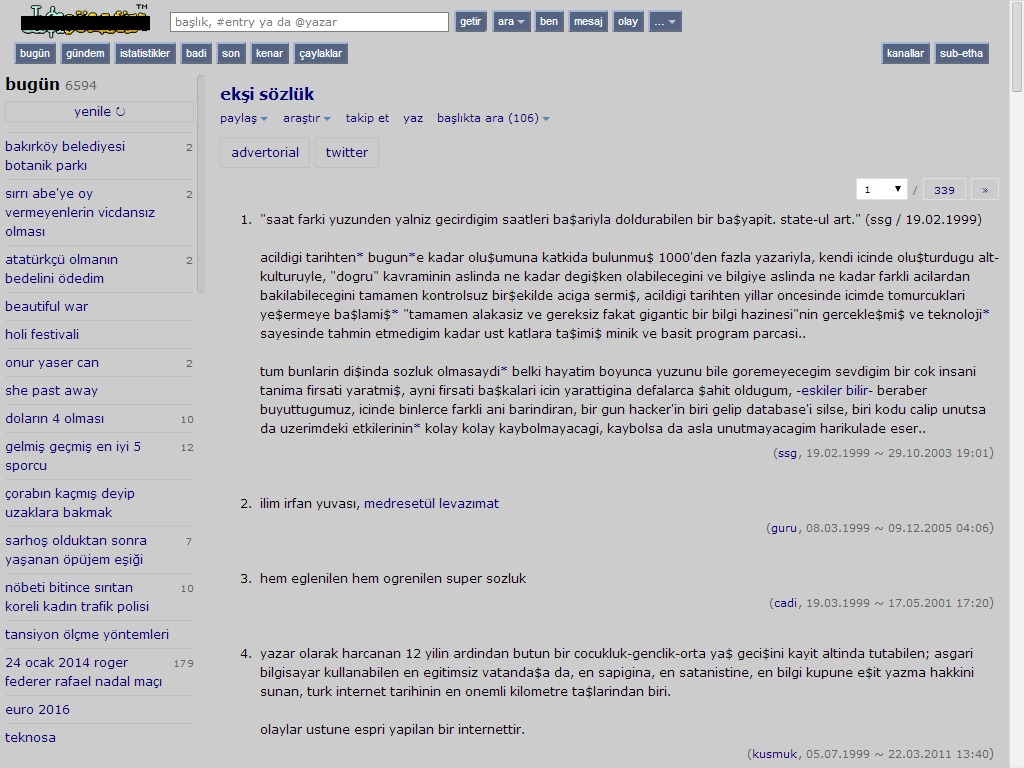 TM
başlık, #entry ya da @yazar
getir ara ben mesaj olay ...
bugün gündem istatistikler badi son kenar çaylaklar kanallar sub-etha
bugün 6594
yenile
bakırköy belediyesi 2
botanik parkı
sırrı abe'ye oy 2
vermeyenlerin vicdansız
olması
atatürkçü olmanın 2
bedelini ödedim
beautiful war
holi festivali
onur yaser can 2
she past away
doların 4 olması 10
gelmiş geçmiş en iyi 5 12
sporcu
çorabın kaçmış deyip
uzaklara bakmak
sarhoş olduktan sonra 7
yaşanan öpüjem eşiği
nöbeti bitince sırıtan 10
koreli kadın trafik polisi
tansiyon ölçme yöntemleri
24 ocak 2014 roger 179
federer rafael nadal maçı
euro 2016
teknosa
ekşi sözlük
paylaş araştır takip et yaz başlıkta ara (106)
advertorial twitter
1 / 339 »
1. "saat farki yuzunden yalniz gecirdigim saatleri ba$ariyla doldurabilen bir ba$yapit. state-ul art." (ssg / 19.02.1999)
acildigi tarihten* bugun*e kadar olu$umuna katkida bulunmu$ 1000'den fazla yazariyla, kendi icinde olu$turdugu alt-
kulturuyle, "dogru" kavraminin aslinda ne kadar degi$ken olabilecegini ve bilgiye aslinda ne kadar farkli acilardan
bakilabilecegini tamamen kontrolsuz bir$ekilde aciga sermi$, acildigi tarihten yillar oncesinde icimde tomurcuklari
ye$ermeye ba$lami$* "tamamen alakasiz ve gereksiz fakat gigantic bir bilgi hazinesi"nin gercekle$mi$ ve teknoloji*
sayesinde tahmin etmedigim kadar ust katlara ta$imi$ minik ve basit program parcasi..
tum bunlarin di$inda sozluk olmasaydi* belki hayatim boyunca yuzunu bile goremeyecegim sevdigim bir cok insani
tanima firsati yaratmi$, ayni firsati ba$kalari icin yarattigina defalarca $ahit oldugum, -eskiler bilir- beraber
buyuttugumuz, icinde binlerce farkli ani barindiran, bir gun hacker'in biri gelip database'i silse, biri kodu calip unutsa
da uzerimdeki etkilerinin* kolay kolay kaybolmayacagi, kaybolsa da asla unutmayacagim harikulade eser..
(ssg, 19.02.1999 ~ 29.10.2003 19:01)
2. ilim irfan yuvası, medresetül levazımat
(guru, 08.03.1999 ~ 09.12.2005 04:06)
3. hem eglenilen hem ogrenilen super sozluk
(cadi, 19.03.1999 ~ 17.05.2001 17:20)
4. yazar olarak harcanan 12 yilin ardindan butun bir cocukluk-genclik-orta ya$ geci$ini kayit altinda tutabilen; asgari
bilgisayar kullanabilen en egitimsiz vatanda$a da, en sapigina, en satanistine, en bilgi kupune e$it yazma hakkini
sunan, turk internet tarihinin en onemli kilometre ta$larindan biri.
olaylar ustune espri yapilan bir internettir.
(kusmuk, 05.07.1999 ~ 22.03.2011 13:40)